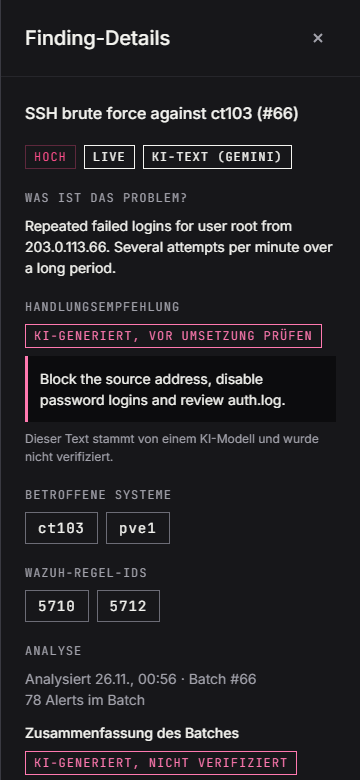 Finding-Details ×
SSH brute force against ct103 (#66)
HOCH LIVE KI-TEXT (GEMINI)
WAS IST DAS PROBLEM?
Repeated failed logins for user root from
203.0.113.66. Several attempts per minute over
a long period.
HANDLUNGSEMPFEHLUNG
KI-GENERIERT, VOR UMSETZUNG PRÜFEN
Block the source address, disable
password logins and review auth.log.
Dieser Text stammt von einem KI-Modell und wurde
nicht verifiziert.
BETROFFENE SYSTEME
ct103 pve1
WAZUH-REGEL-IDS
5710 5712
ANALYSE
Analysiert 26.11., 00:56 · Batch #66
78 Alerts im Batch
Zusammenfassung des Batches
KI-GENERIERT, NICHT VERIFIZIERT